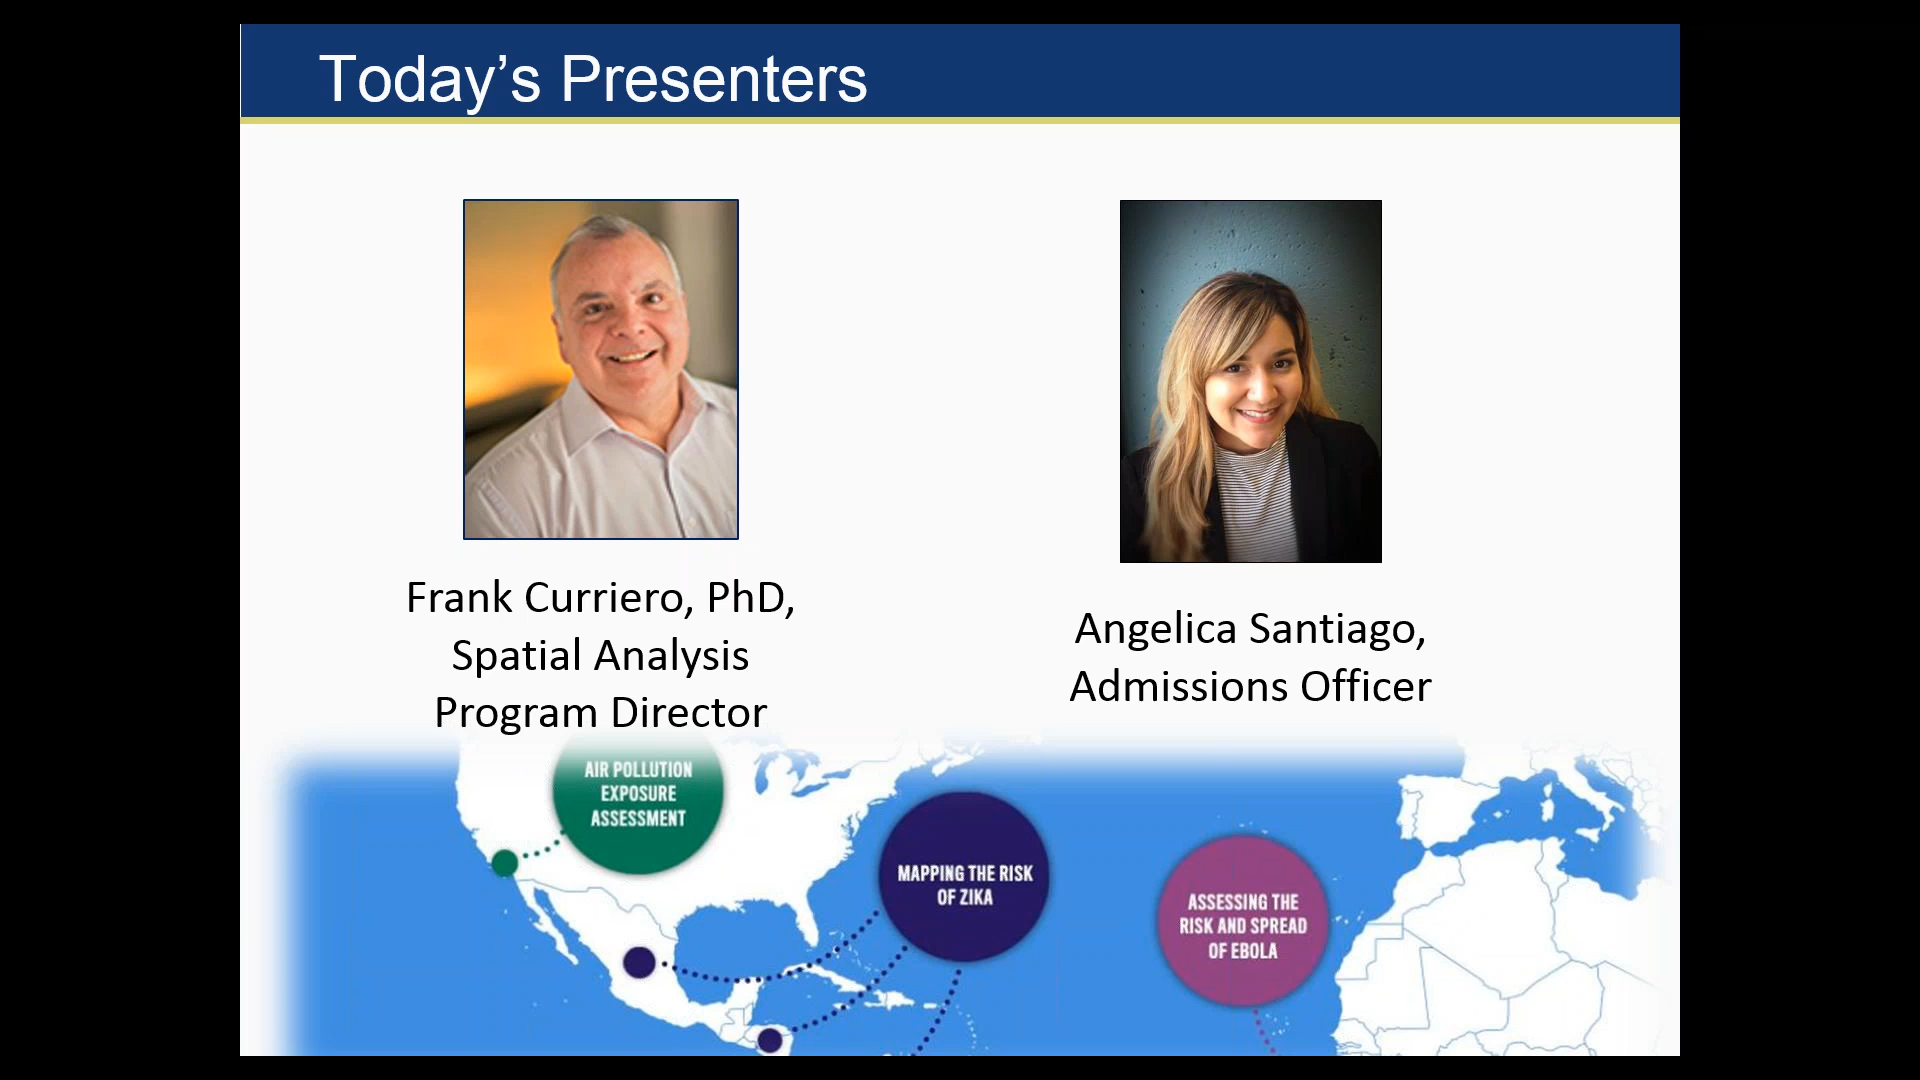 Today’s Presenters
Frank Curriero, PhD,
Spatial Analysis
Program Director
Angelica Santiago,
Admissions Officer
AIR POLLUTION
EXPOSURE
ASSESSMENT
MAPPING THE RISK
OF ZIKA
ASSESSING THE
RISK AND SPREAD
OF EBOLA